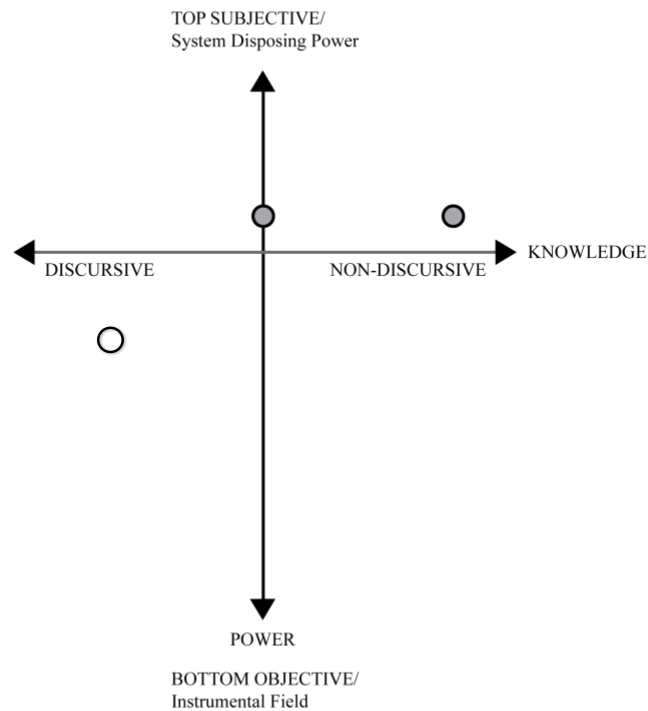 TOP SUBJECTIVE/
System Disposing Power
KNOWLEDGE
DISCURSIVE
NON-DISCURSIVE
POWER
BOTTOM OBJECTIVE/
Instrumental Field